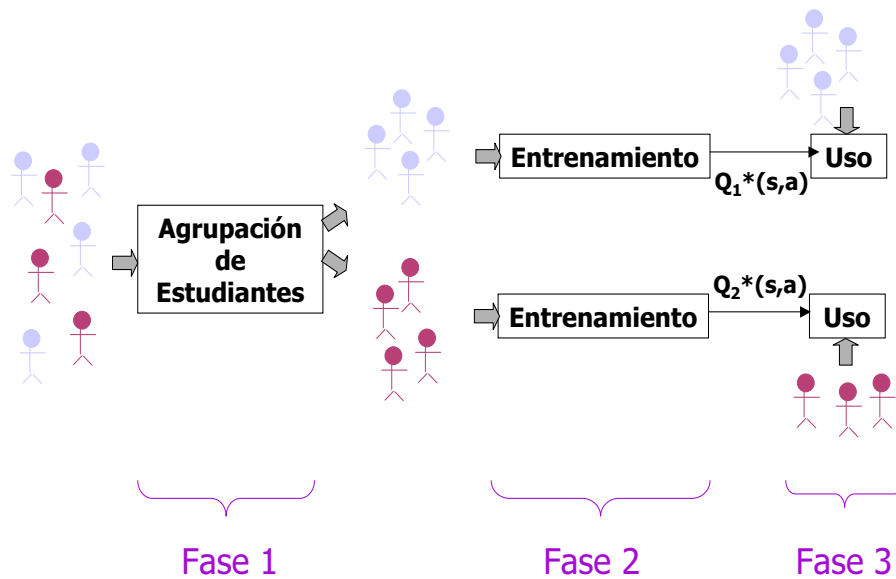 Agrupación
de
Estudiantes
Entrenamiento
Q₁*(s,a)
Uso
Entrenamiento
Q₂*(s,a)
Uso
Fase 1
Fase 2
Fase 3